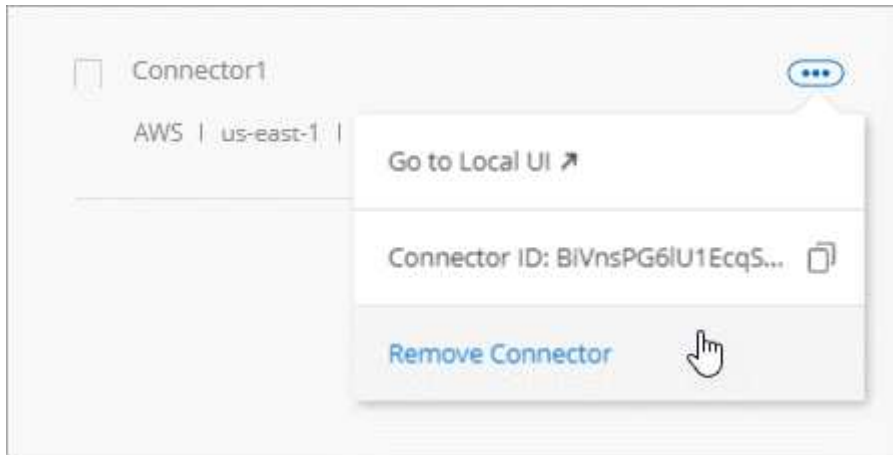 Connector1
AWS | us-east-1 |
Go to Local UI
Connector ID: BiVnsPG6lU1EcqS...
Remove Connector